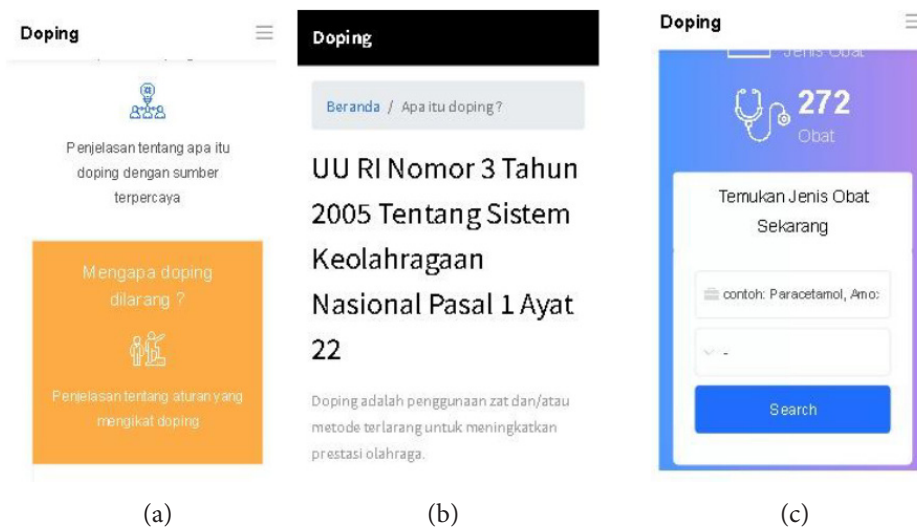 Doping
Penjelasan tentang apa itu
doping dengan sumber
terpercaya
Mengapa doping
dilarang ?
Penjelasan tentang aturan yang
mengikat doping
(a)
Doping
Beranda / Apa itu doping?
UU RI Nomor 3 Tahun
2005 Tentang Sistem
Keolahragaan
Nasional Pasal 1 Ayat
22
Doping adalah penggunaan zat dan/atau
metode terlarang untuk meningkatkan
prestasi olahraga.
(b)
Doping
Jenis Obat
272
Obat
Temukan Jenis Obat
Sekarang
contoh: Paracetamol, Amo
-
Search
(c)